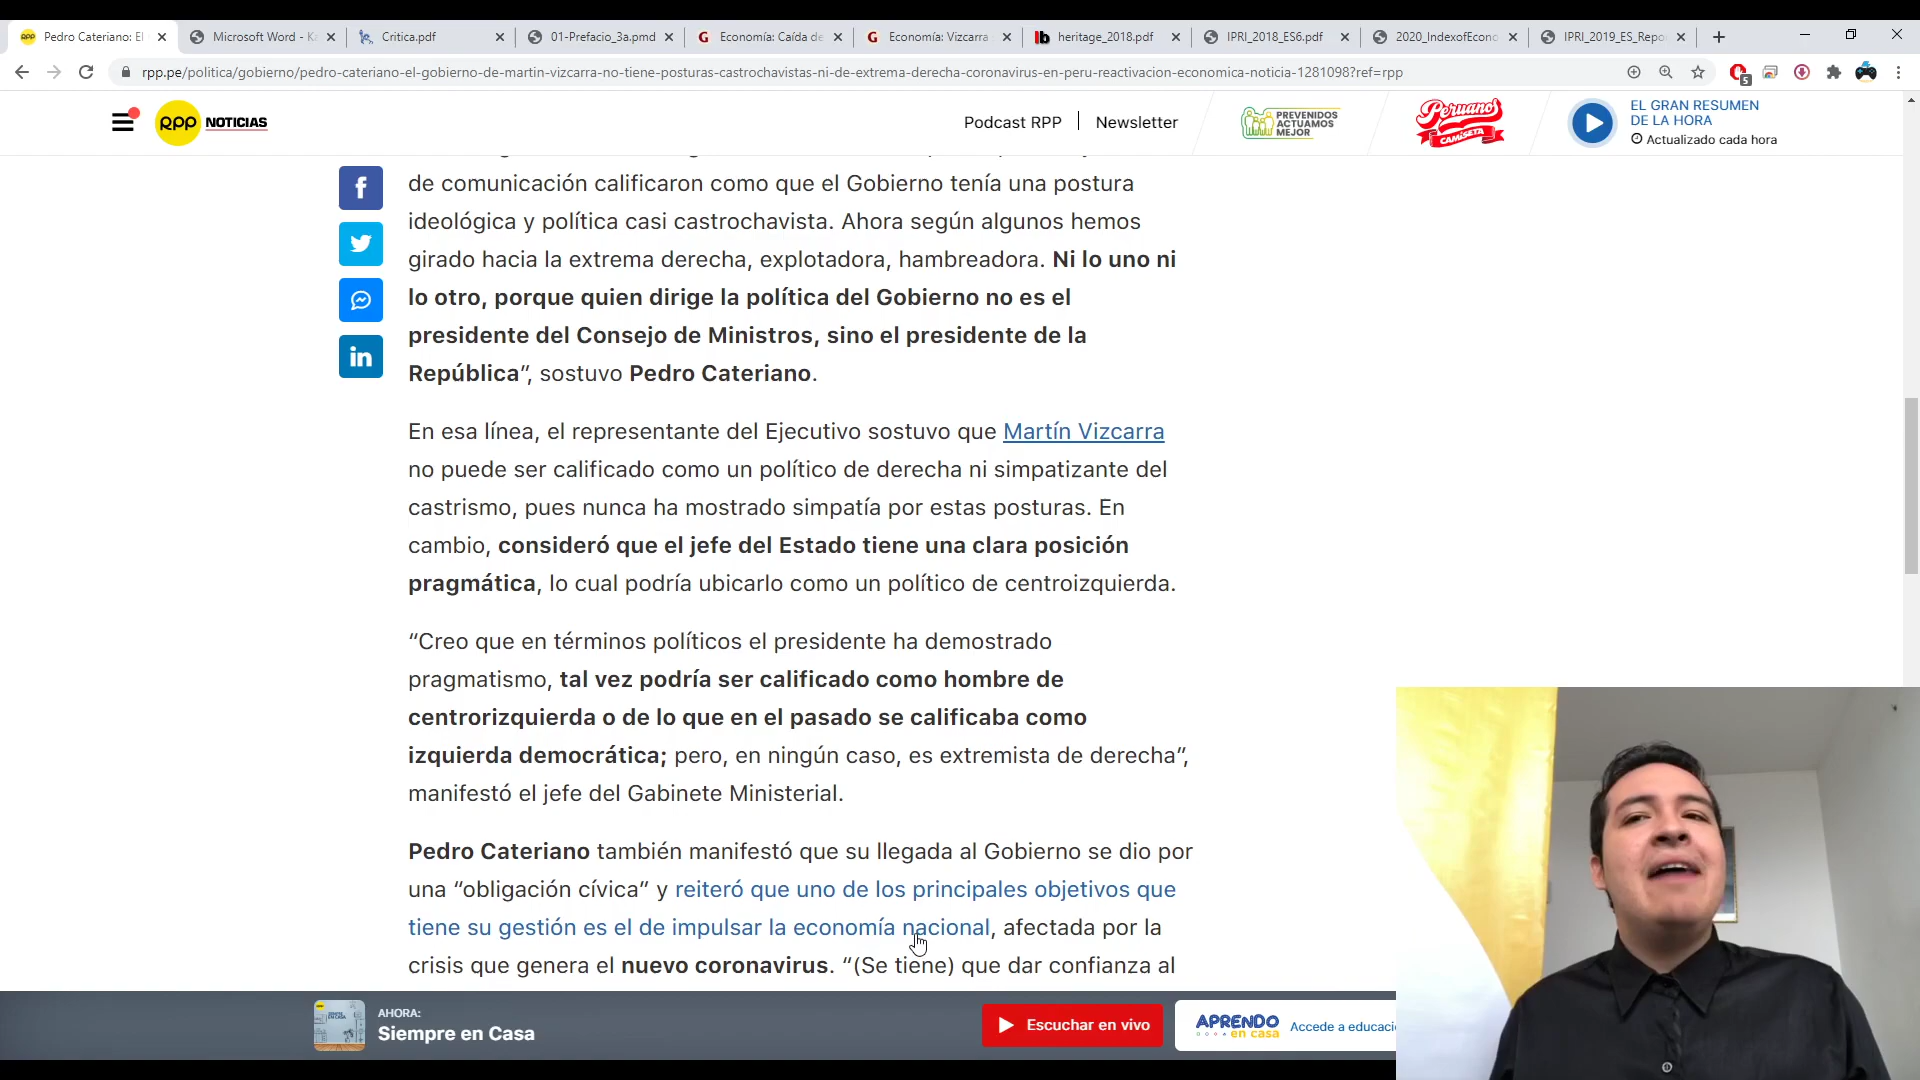 Pedro Cateriano: El
Microsoft Word - K
Critica.pdf
01-Prefacio_3a.pmd
Economía: Caída de
Economía: Vizcarra
heritage_2018.pdf
IPRI_2018_ES6.pdf
2020_IndexofEcono
IPRI_2019_ES_Repo
rpp.pe/politica/gobierno/pedro-cateriano-el-gobierno-de-martin-vizcarra-no-tiene-posturas-castrochavistas-ni-de-extrema-derecha-coronavirus-en-peru-reactivacion-economica-noticia-1281098?ref=rpp
5
RPP NOTICIAS
Podcast RPP
Newsletter
PREVENIDOS
ACTUAMOS
MEJOR
Peruanos
CAMISETA
EL GRAN RESUMEN
DE LA HORA
Actualizado cada hora
de comunicación calificaron como que el Gobierno tenía una postura
ideológica y política casi castrochavista. Ahora según algunos hemos
girado hacia la extrema derecha, explotadora, hambreadora. Ni lo uno ni
lo otro, porque quien dirige la política del Gobierno no es el
presidente del Consejo de Ministros, sino el presidente de la
República”, sostuvo Pedro Cateriano.
En esa línea, el representante del Ejecutivo sostuvo que Martín Vizcarra
no puede ser calificado como un político de derecha ni simpatizante del
castrismo, pues nunca ha mostrado simpatía por estas posturas. En
cambio, consideró que el jefe del Estado tiene una clara posición
pragmática, lo cual podría ubicarlo como un político de centroizquierda.
“Creo que en términos políticos el presidente ha demostrado
pragmatismo, tal vez podría ser calificado como hombre de
centrorizquierda o de lo que en el pasado se calificaba como
izquierda democrática; pero, en ningún caso, es extremista de derecha”,
manifestó el jefe del Gabinete Ministerial.
Pedro Cateriano también manifestó que su llegada al Gobierno se dio por
una “obligación cívica” y reiteró que uno de los principales objetivos que
tiene su gestión es el de impulsar la economía nacional, afectada por la
crisis que genera el nuevo coronavirus. “(Se tiene) que dar confianza al
AHORA:
Siempre en Casa
Escuchar en vivo
APRENDO
en casa
Accede a educaci